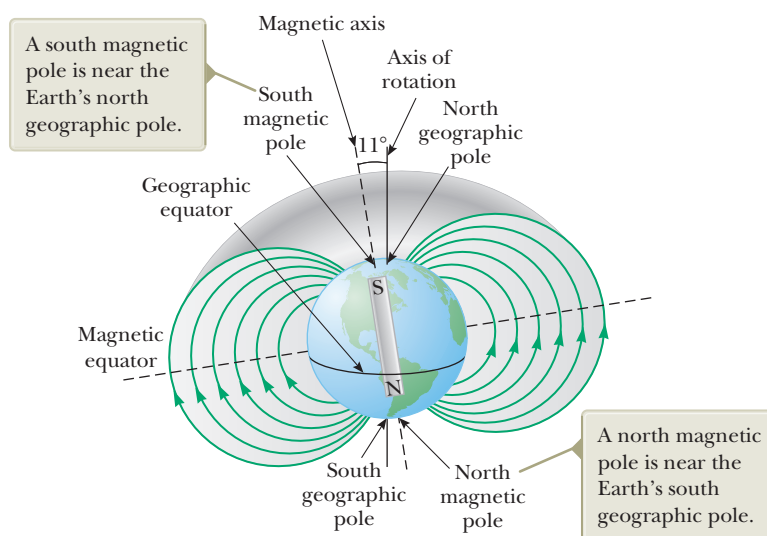 Magnetic axis
A south magnetic
pole is near the
Earth's north
geographic pole.
Axis of
rotation
South
magnetic
pole
North
geographic
pole
11°
Geographic
equator
S
Magnetic
equator
N
South
geographic
pole
North
magnetic
pole
A north magnetic
pole is near the
Earth's south
geographic pole.